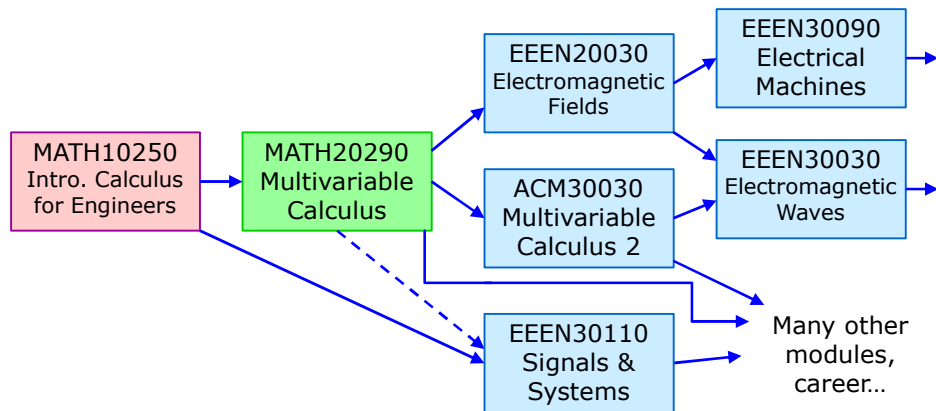 MATH10250
Intro. Calculus
for Engineers
MATH20290
Multivariable
Calculus
EEEN20030
Electromagnetic
Fields
ACM30030
Multivariable
Calculus 2
EEEN30110
Signals &
Systems
EEEN30090
Electrical
Machines
EEEN30030
Electromagnetic
Waves
Many other
modules,
career…